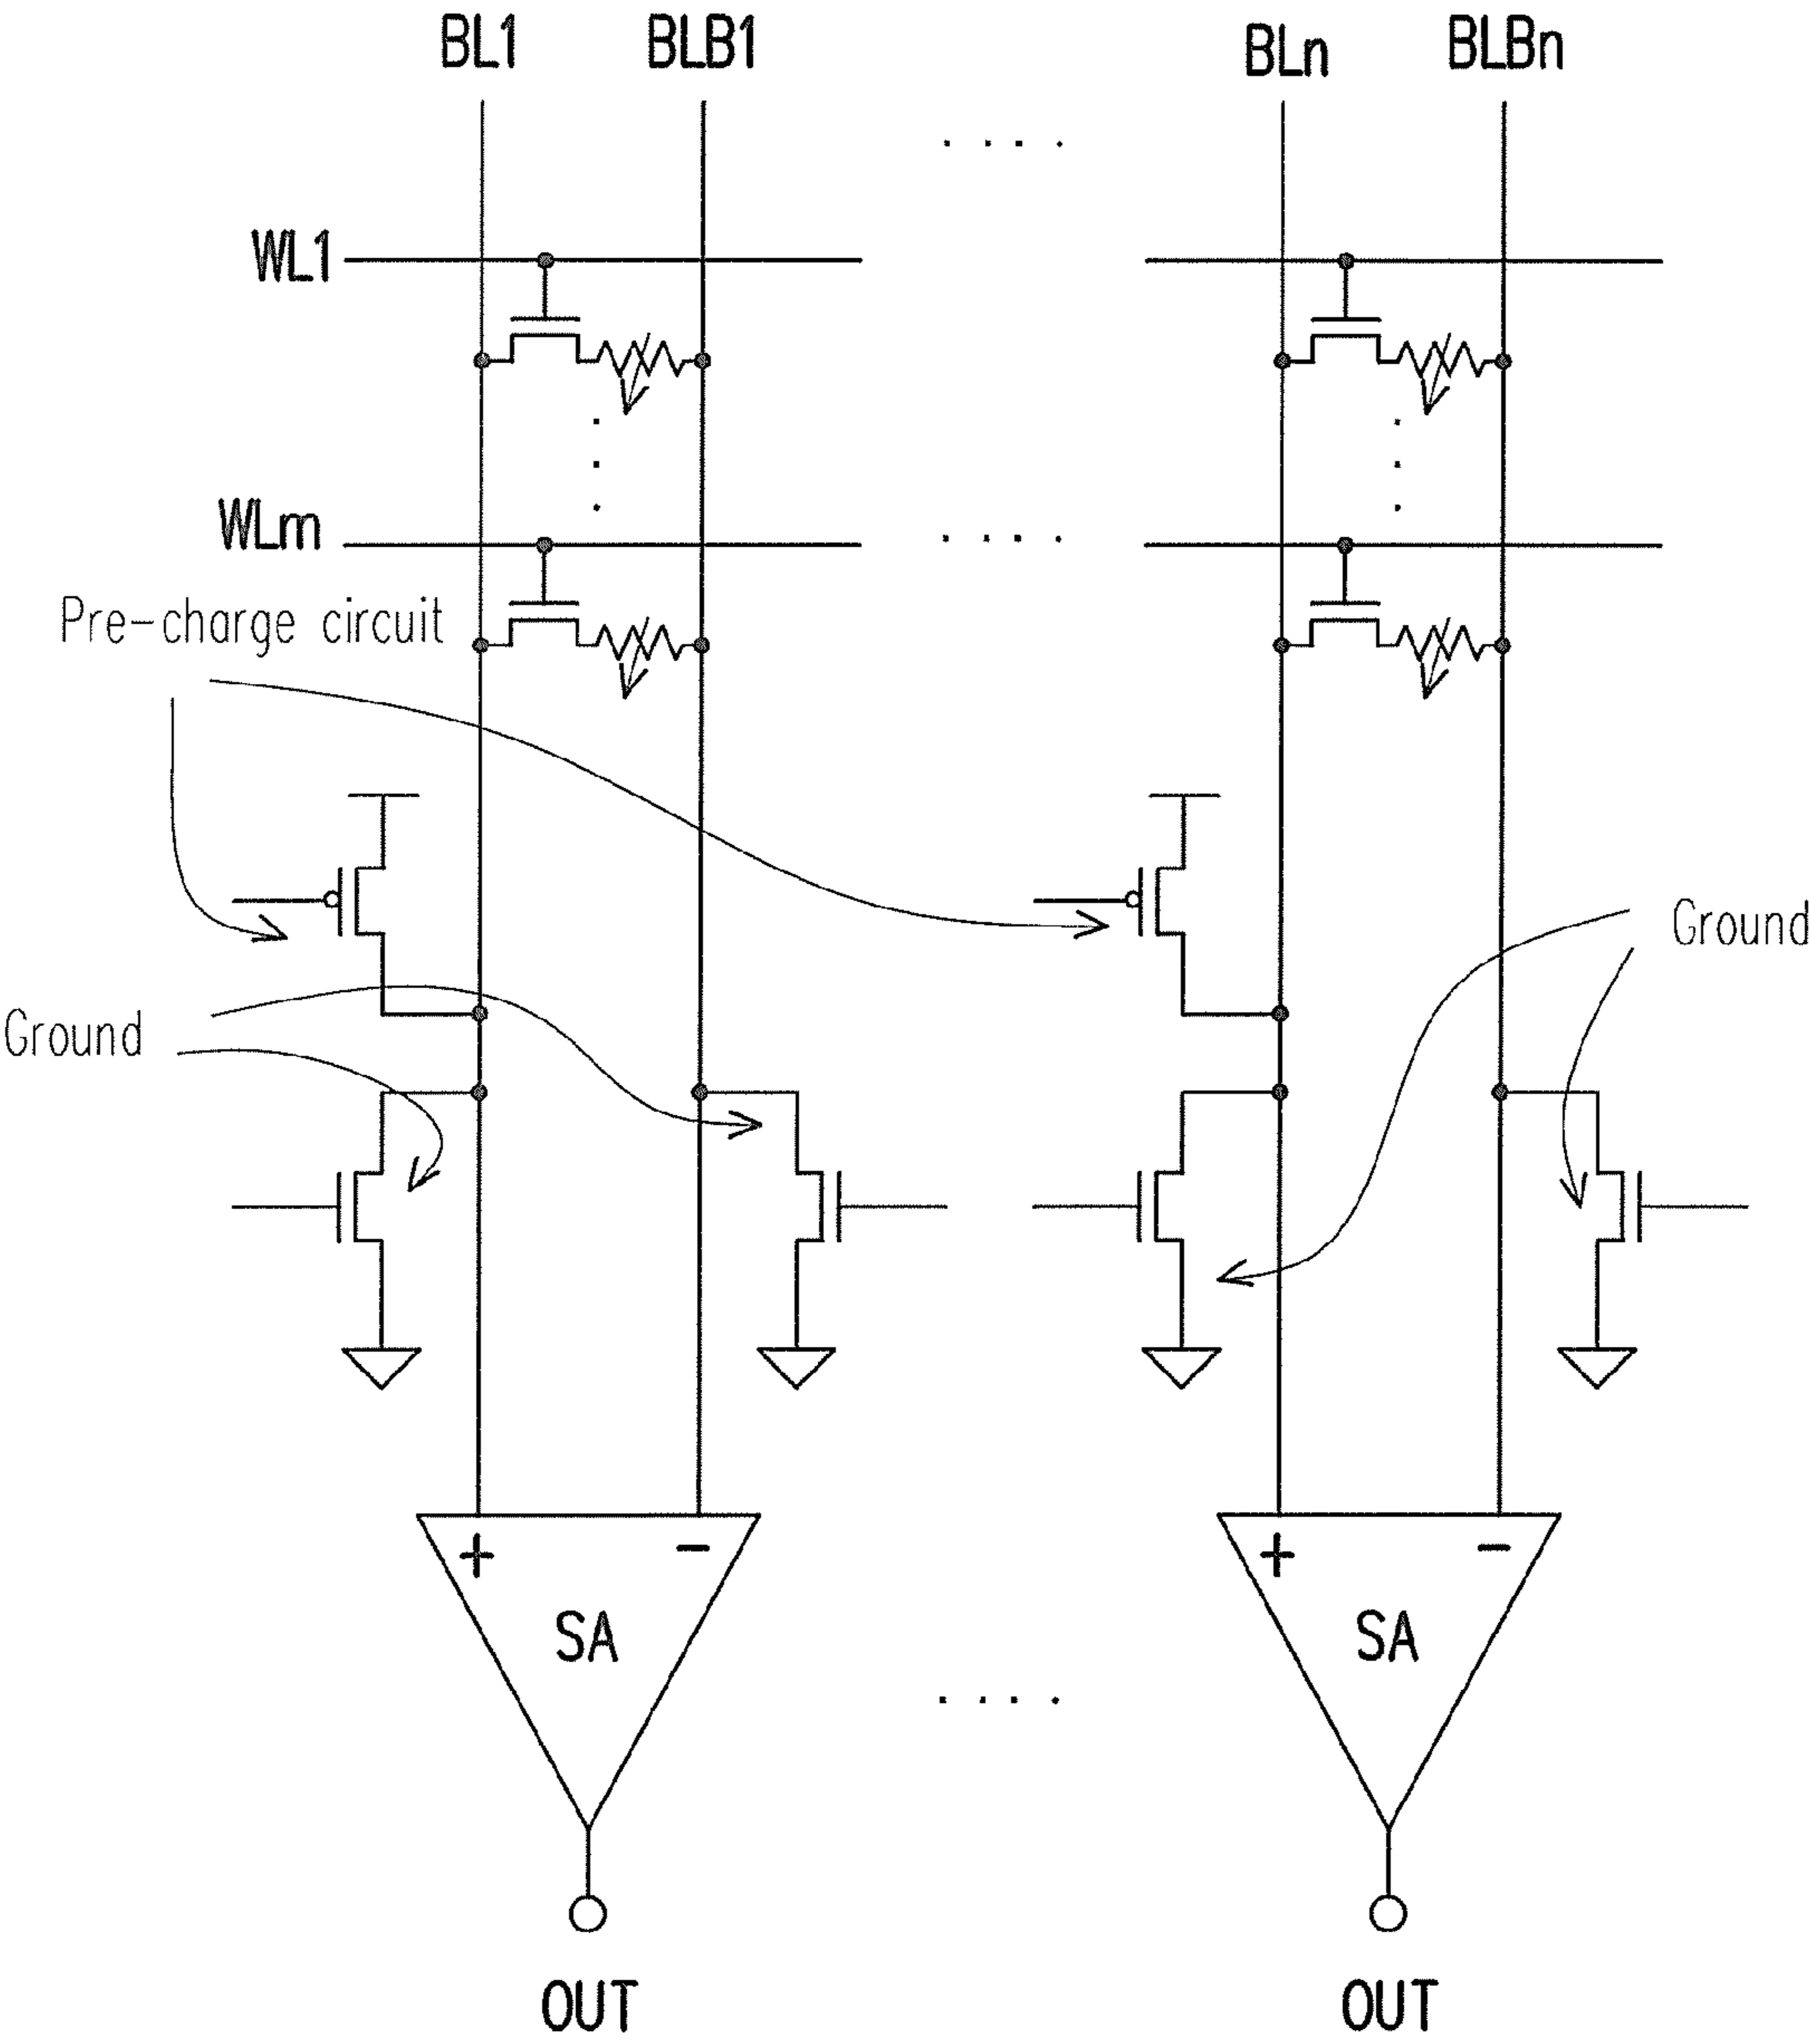 BL1 BLB1 BLn BLBn
. . . .
WL1
WLm . . . .
Pre-charge circuit
Ground
Ground
+ − + −
SA SA
. . . .
OUT OUT